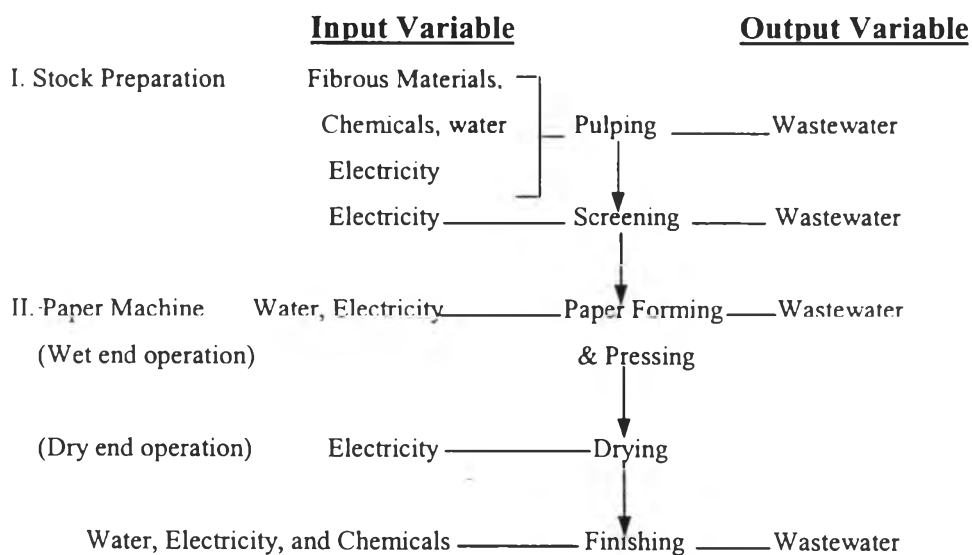 Input Variable Output Variable
I. Stock Preparation Fibrous Materials,
Chemicals, water Pulping Wastewater
Electricity
Electricity Screening Wastewater
II. Paper Machine Water, Electricity Paper Forming Wastewater
(Wet end operation) & Pressing
(Dry end operation) Electricity Drying
Water, Electricity, and Chemicals Finishing Wastewater